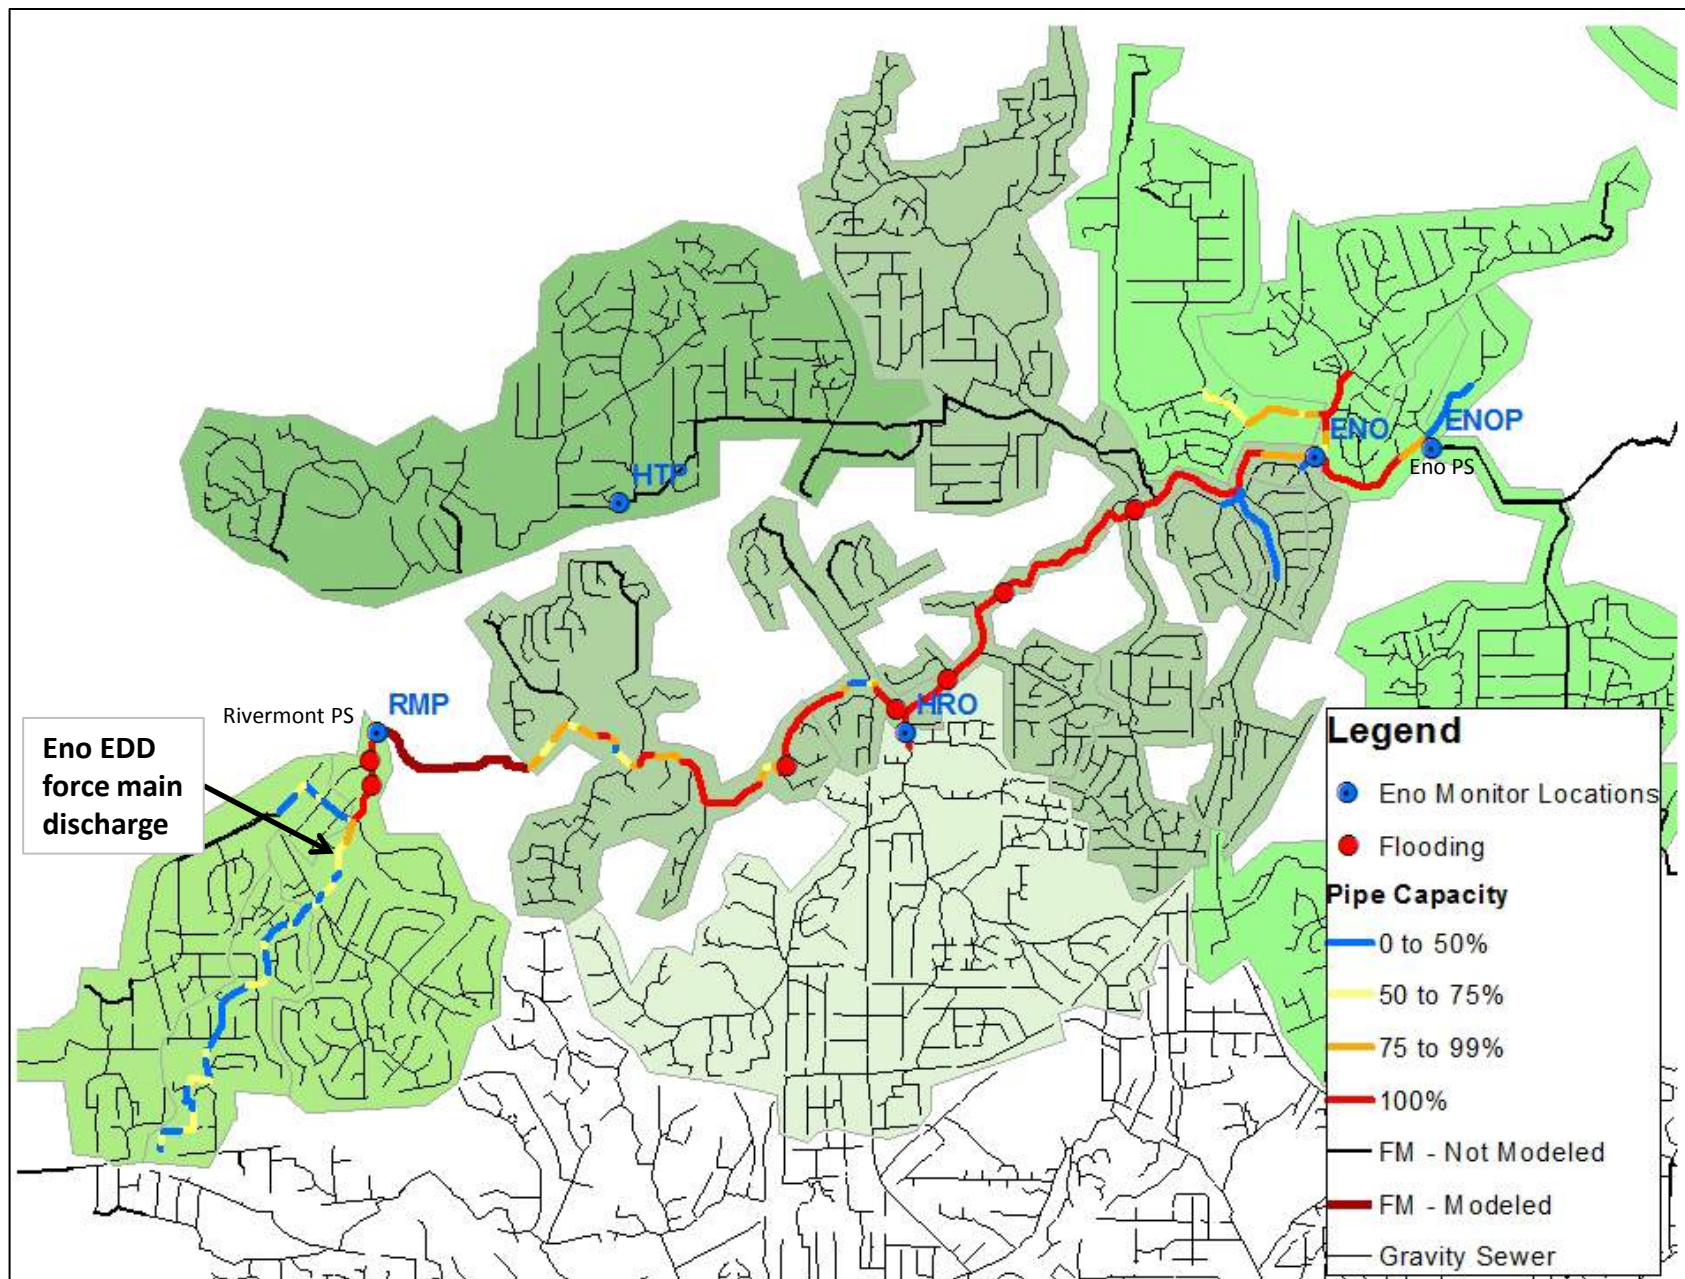 ENO
ENOP
Eno PS
HTP
RMP
Rivermont PS
HRO
Eno EDD
force main
discharge
Legend
Eno Monitor Locations
Flooding
Pipe Capacity
0 to 50%
50 to 75%
75 to 99%
100%
FM - Not Modeled
FM - Modeled
Gravity Sewer